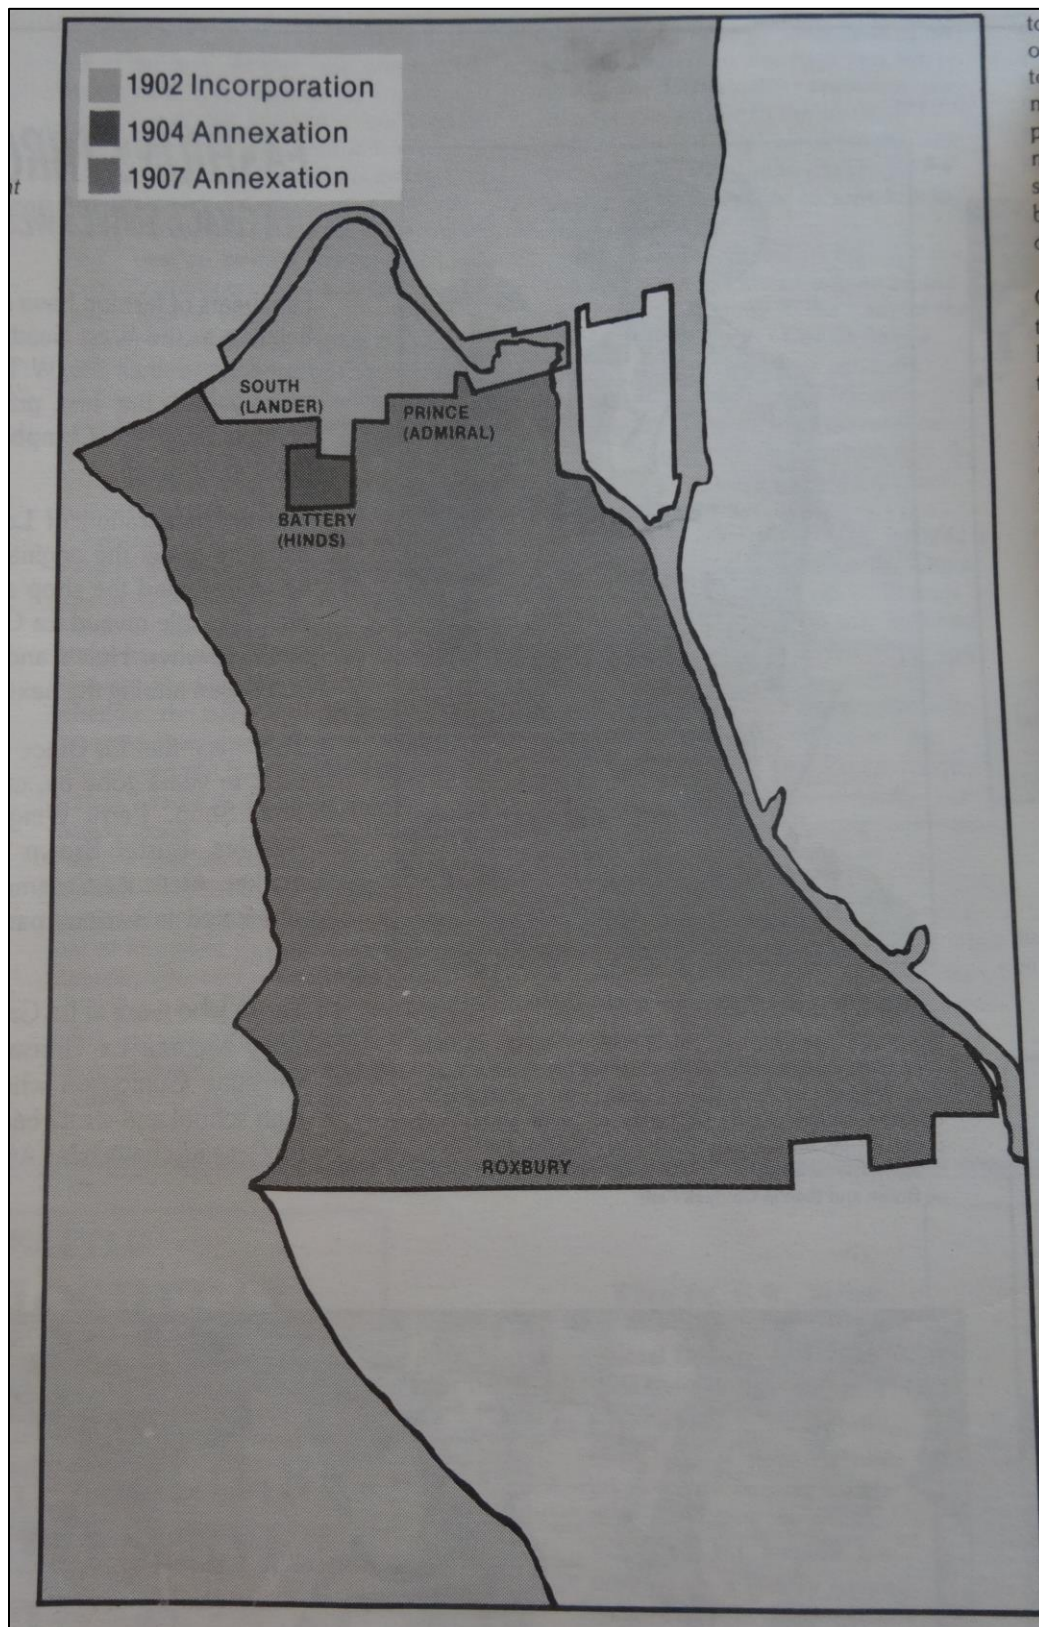 1902 Incorporation
1904 Annexation
1907 Annexation
SOUTH
(LANDER)
PRINCE
(ADMIRAL)
BATTERY
(HINDS)
ROXBURY